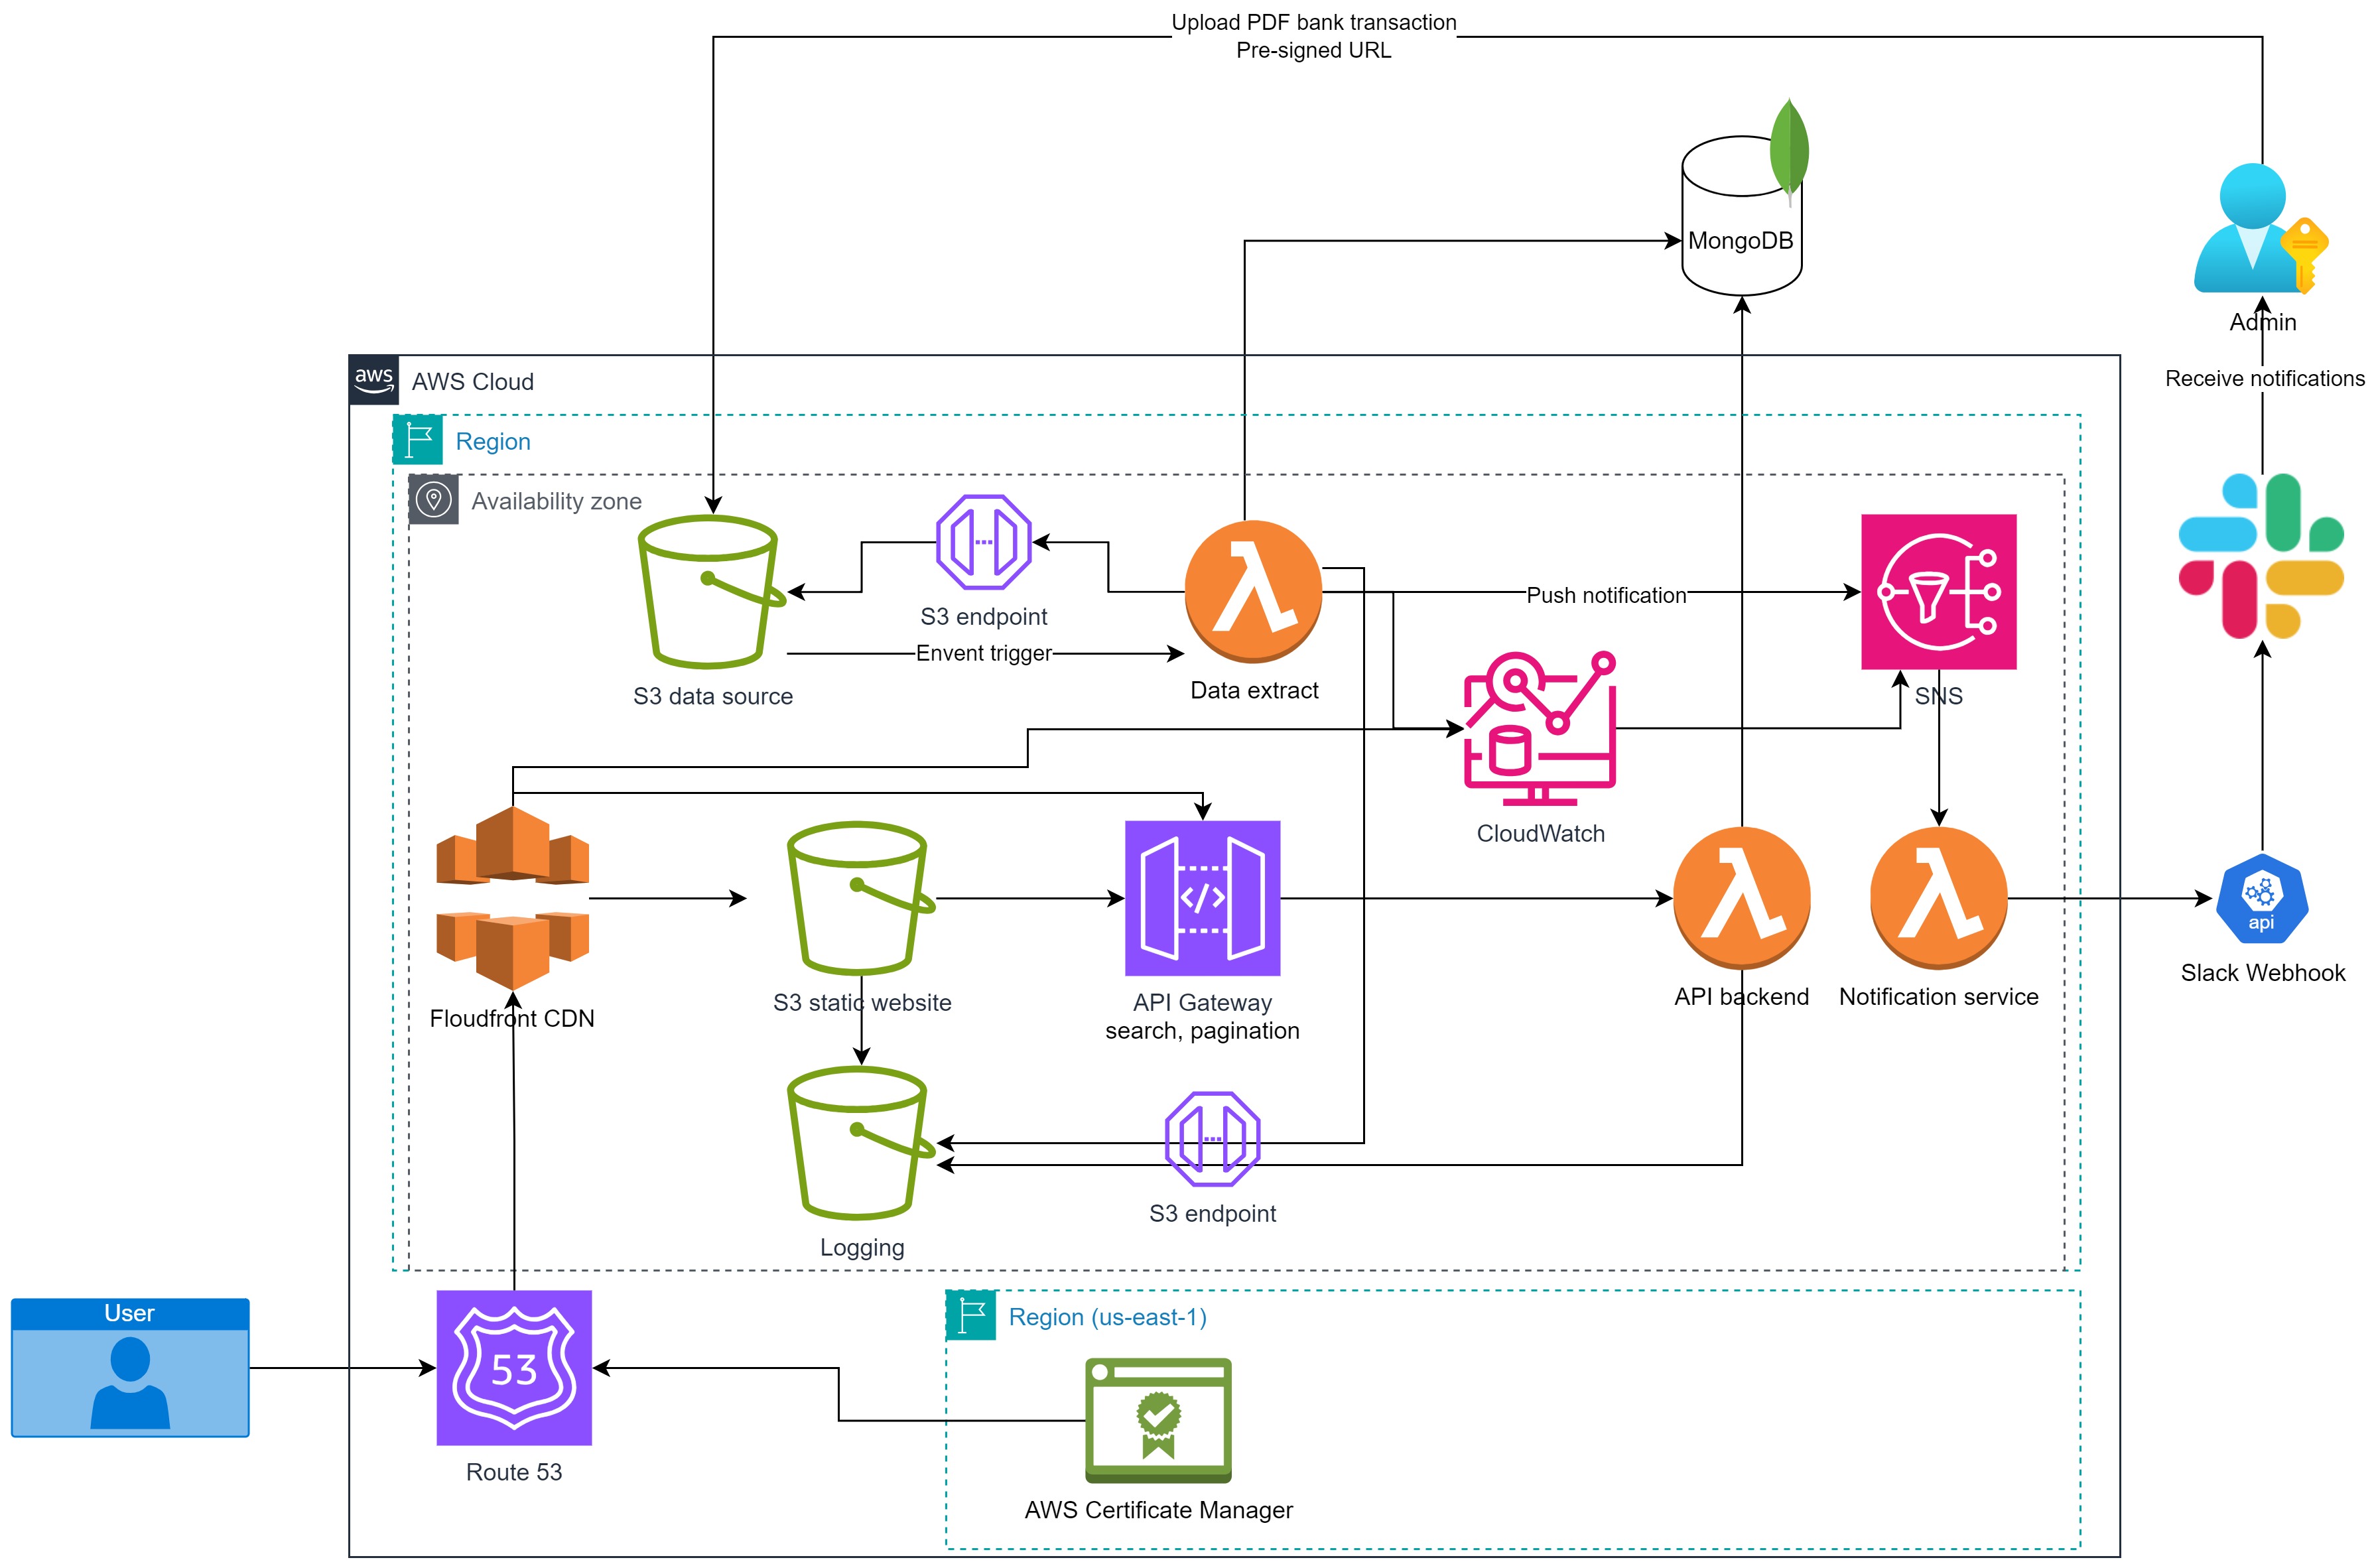 Upload PDF bank transaction
Pre-signed URL
MongoDB
Admin
aws
AWS Cloud
Receive notifications
Region
Availability zone
S3 endpoint
Push notification
Envent trigger
S3 data source
Data extract
SNS
CloudWatch
</>
api
Slack Webhook
Floudfront CDN
S3 static website
API Gateway
search, pagination
API backend
Notification service
S3 endpoint
Logging
User
53
Route 53
Region (us-east-1)
AWS Certificate Manager